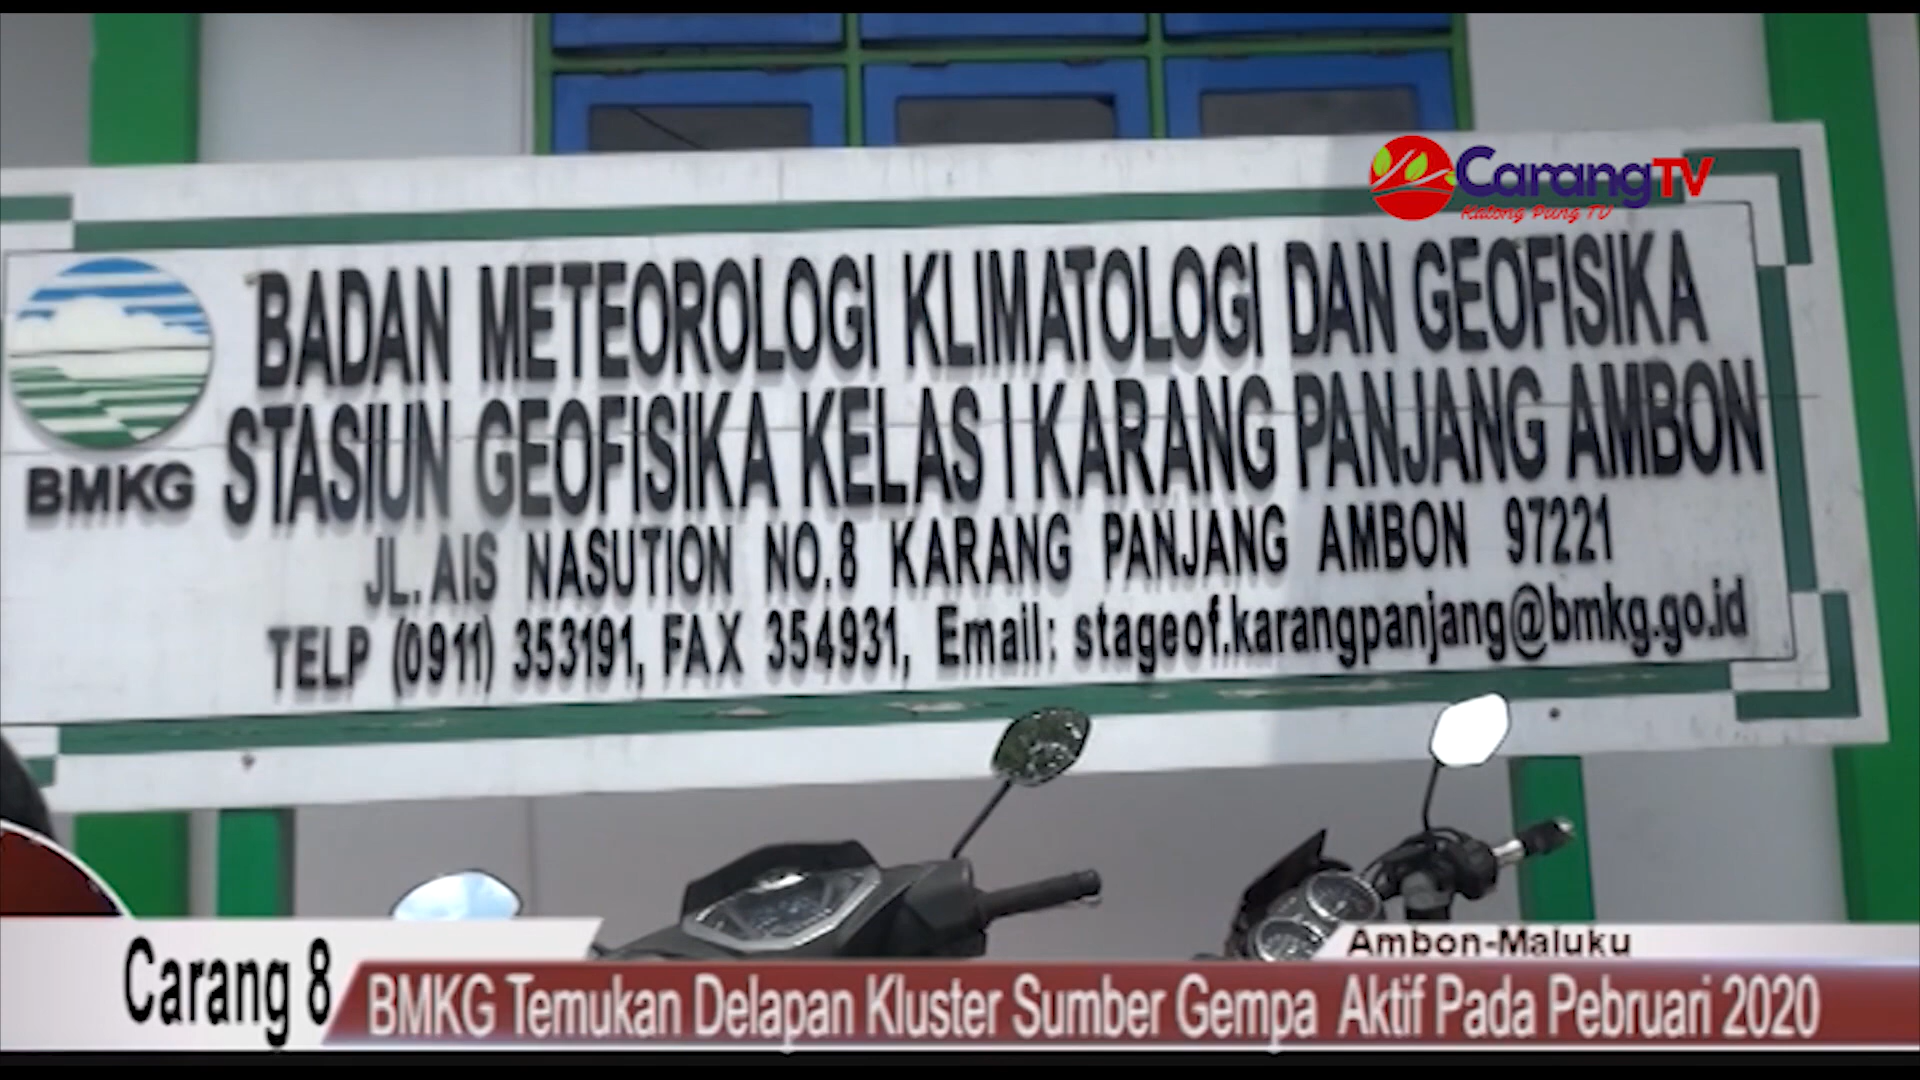 CarangTV
Katong Pung TV
BADAN METEOROLOGI KLIMATOLOGI DAN GEOFISIKA
STASIUN GEOFISIKA KELAS I KARANG PANJANG AMBON
BMKG
JL. AIS NASUTION NO.8 KARANG PANJANG AMBON 97221
TELP (0911) 353191, FAX 354931, Email: stageof.karangpanjang@bmkg.go.id
Ambon-Maluku
Carang 8
BMKG Temukan Delapan Kluster Sumber Gempa Aktif Pada Pebruari 2020